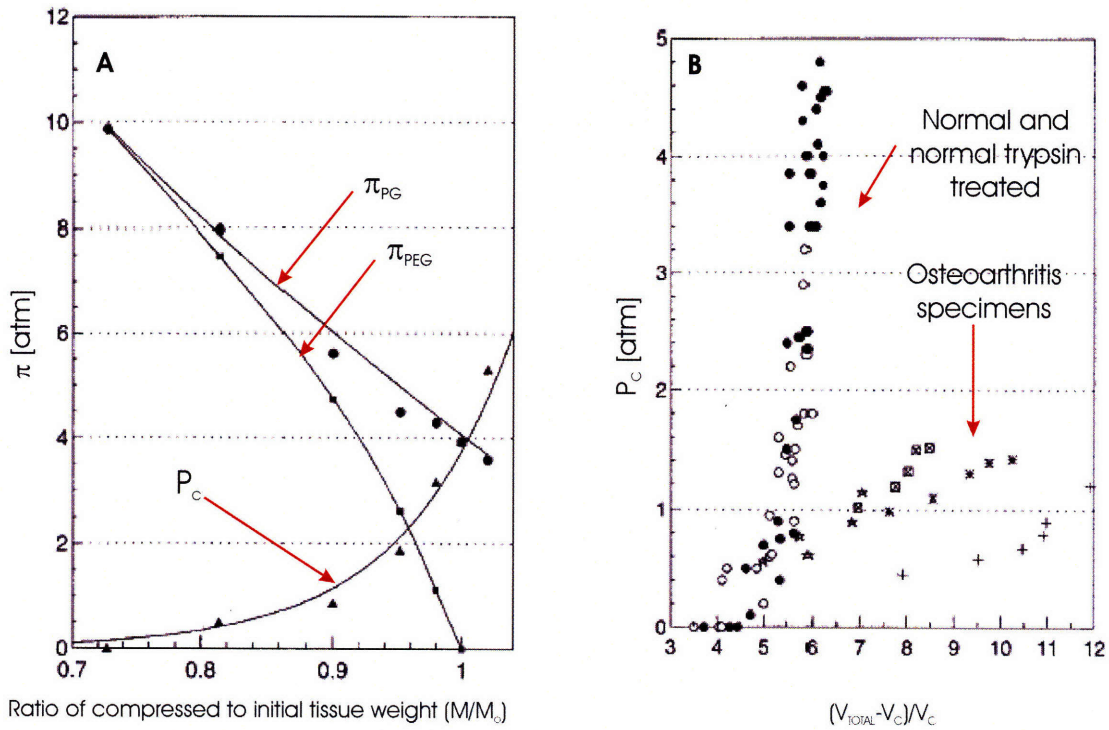 A
12
10
8
6
4
2
0
π [atm]
π_PG
π_PEG
P_C
0.7
0.8
0.9
1
Ratio of compressed to initial tissue weight (M/M_o)
B
5
4
3
2
1
0
P_C [atm]
Normal and
normal trypsin
treated
Osteoarthritis
specimens
3 4 5 6 7 8 9 10 11 12
(V_TOTAL-V_C)/V_C